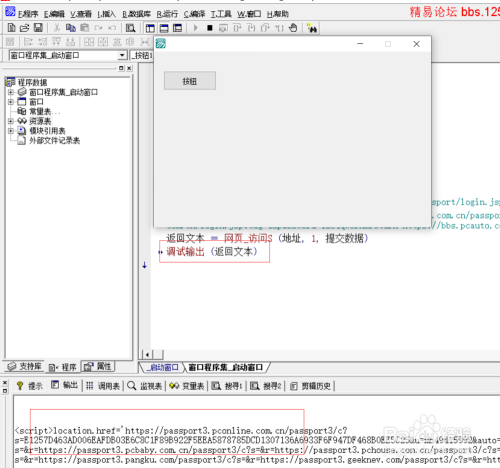 F.程序 E.编辑 V.查看 I.插入 B.数据库 R.运行 C.编译 T.工具 W.窗口 H.帮助
精易论坛 bbs.125
窗口程序集_启动窗口
_按钮1
按钮
程序数据
窗口程序集_启动窗口
窗口
常量表...
资源表
模块引用表
外部文件记录表
sport/login.jsp
.com.cn/passpo
bbs.pcauto.c
返回文本 = 网页_访问S (地址, 1, 提交数据)
调试输出 (返回文本)
支持库 程序 属性
_启动窗口 窗口程序集_启动窗口
提示 输出 调用表 监视表 变量表 搜寻1 搜寻2 剪辑历史
<script>location.href='https://passport3.pconline.com.cn/passport3/c?
s=&r=https://passport3.pcbaby.com.cn/passport3/c?s=&r=https://passport3.pchouse.com.cn/passport3/c?
s=&r=https://passport3.pangku.com/passport3/c?s=&r=https://passport3.geeknev.com/passport3/c?s=&r=